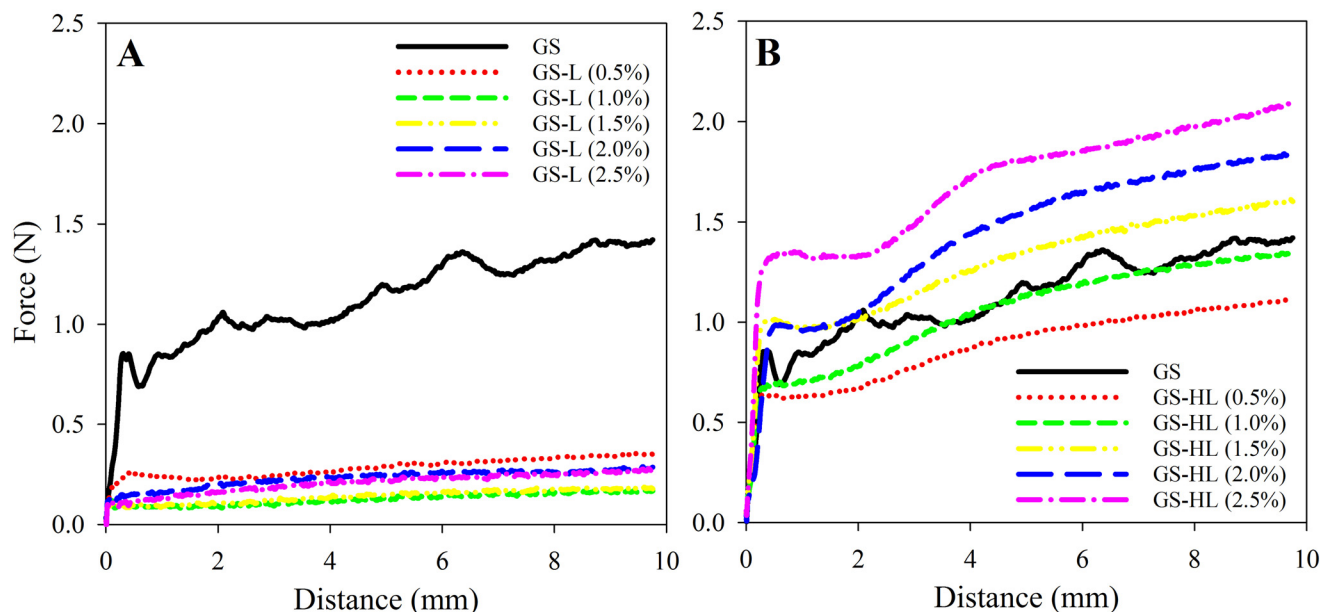 A
GS
GS-L (0.5%)
GS-L (1.0%)
GS-L (1.5%)
GS-L (2.0%)
GS-L (2.5%)
2.5
2.0
1.5
1.0
0.5
0.0
Force (N)
0 2 4 6 8 10
Distance (mm)
B
2.5
2.0
1.5
1.0
0.5
0.0
GS
GS-HL (0.5%)
GS-HL (1.0%)
GS-HL (1.5%)
GS-HL (2.0%)
GS-HL (2.5%)
0 2 4 6 8 10
Distance (mm)